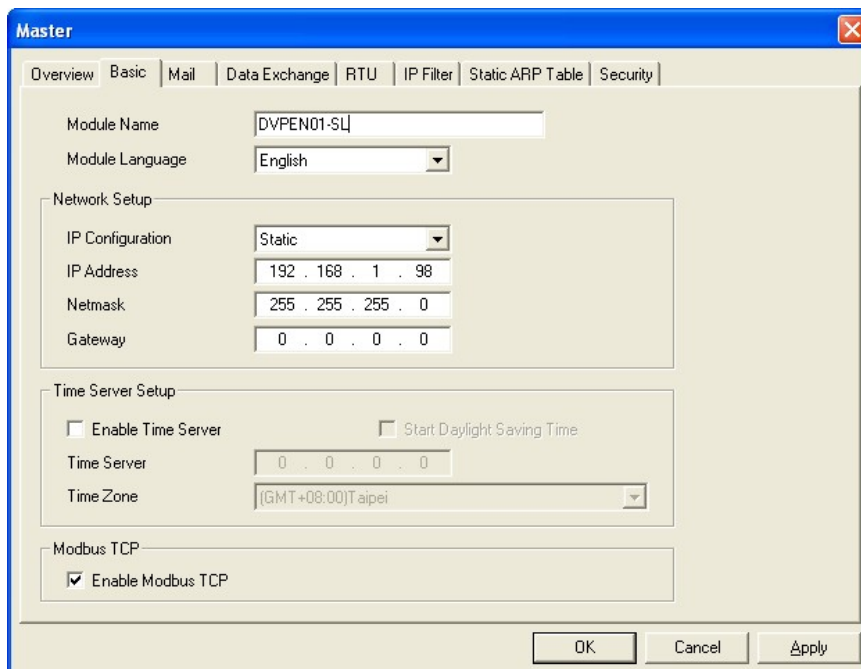 Master
Overview Basic Mail Data Exchange RTU IP Filter Static ARP Table Security
Module Name DVPEN01-SL
Module Language English
Network Setup
IP Configuration Static
IP Address 192 . 168 . 1 . 98
Netmask 255 . 255 . 255 . 0
Gateway 0 . 0 . 0 . 0
Time Server Setup
Enable Time Server Start Daylight Saving Time
Time Server 0 . 0 . 0 . 0
Time Zone (GMT+08:00)Taipei
Modbus TCP
Enable Modbus TCP
OK Cancel Apply